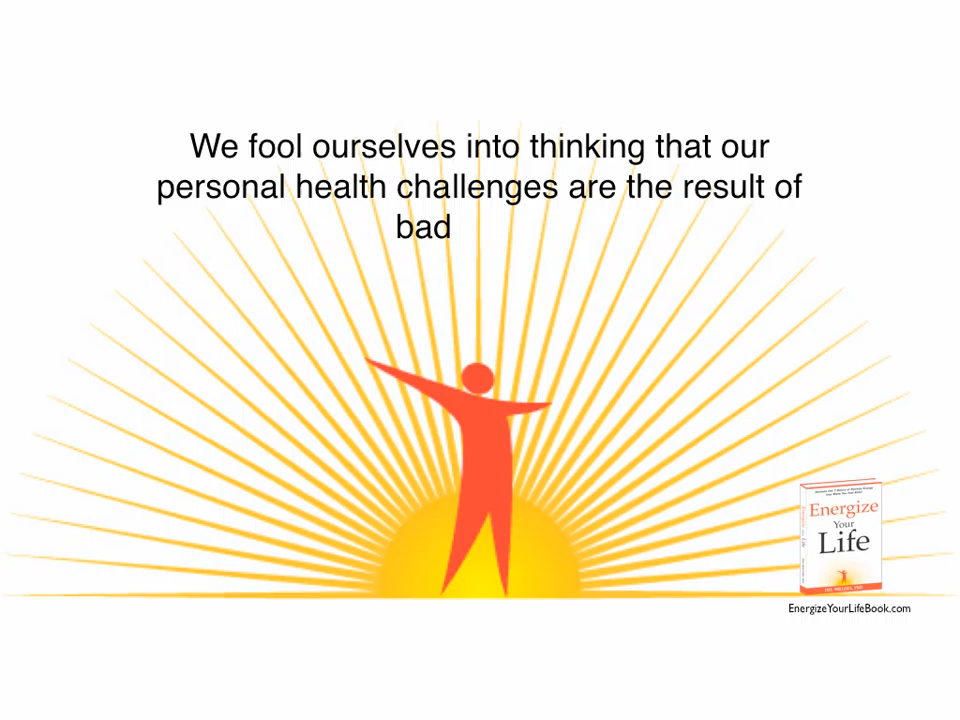 We fool ourselves into thinking that our
personal health challenges are the result of
bad
Energize
Your
Life
EnergizeYourLifeBook.com